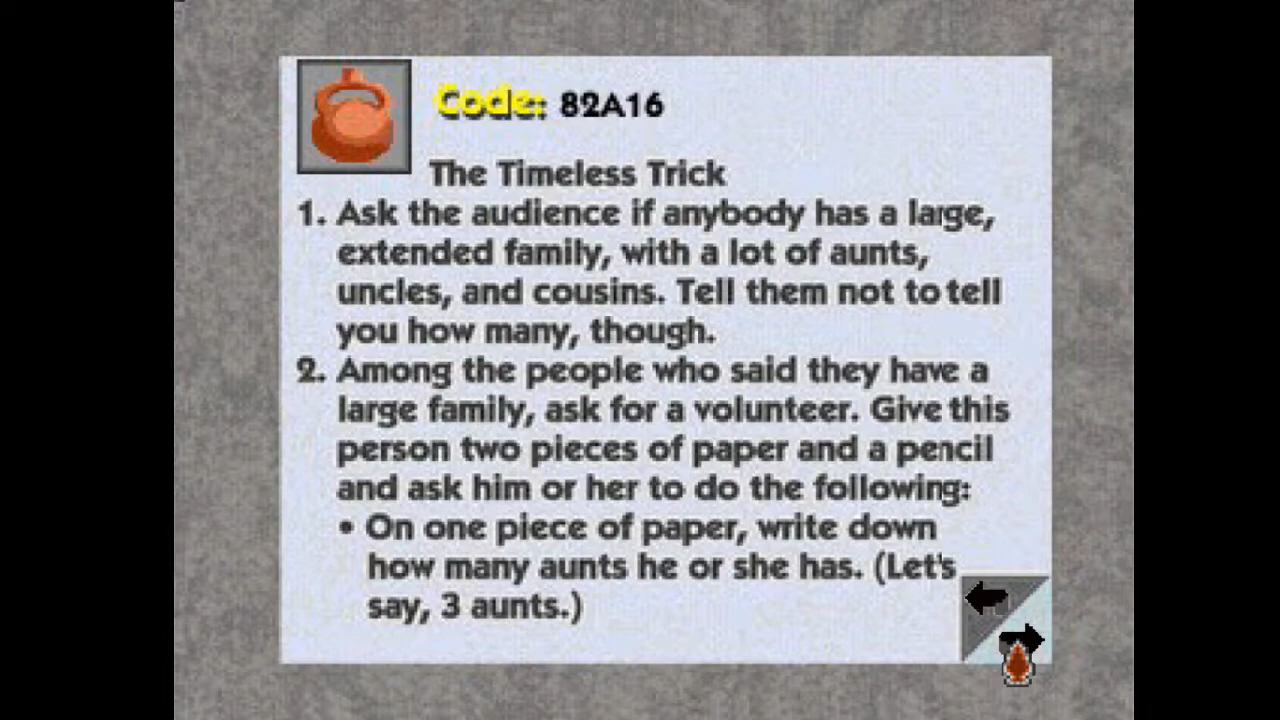 Code: 82A16
The Timeless Trick
1. Ask the audience if anybody has a large,
extended family, with a lot of aunts,
uncles, and cousins. Tell them not to tell
you how many, though.
2. Among the people who said they have a
large family, ask for a volunteer. Give this
person two pieces of paper and a pencil
and ask him or her to do the following:
• On one piece of paper, write down
how many aunts he or she has. (Let's
say, 3 aunts.)